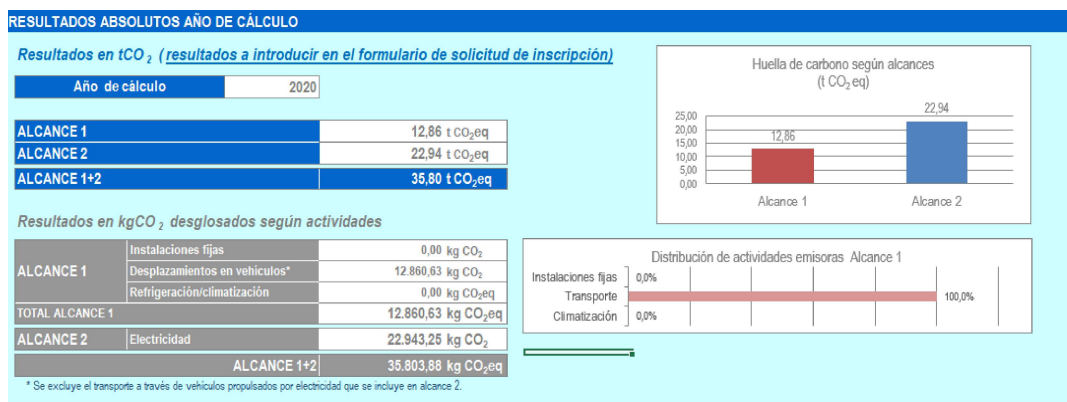 RESULTADOS ABSOLUTOS AÑO DE CÁLCULO
Resultados en tCO₂ (resultados a introducir en el formulario de solicitud de inscripción)
Año de cálculo 2020
ALCANCE 1 12,86 t CO₂eq
ALCANCE 2 22,94 t CO₂eq
ALCANCE 1+2 35,80 t CO₂eq
Huella de carbono según alcances
(t CO₂ eq)
25,00
20,00
15,00
10,00
5,00
0,00
12,86
22,94
Alcance 1 Alcance 2
Resultados en kgCO₂ desglosados según actividades
ALCANCE 1
Instalaciones fijas 0,00 kg CO₂
Desplazamientos en vehículos* 12.860,63 kg CO₂
Refrigeración/climatización 0,00 kg CO₂eq
TOTAL ALCANCE 1 12.860,63 kg CO₂eq
ALCANCE 2 Electricidad 22.943,25 kg CO₂
ALCANCE 1+2 35.803,88 kg CO₂eq
* Se excluye el transporte a través de vehículos propulsados por electricidad que se incluye en alcance 2.
Distribución de actividades emisoras Alcance 1
Instalaciones fijas 0,0%
Transporte 100,0%
Climatización 0,0%